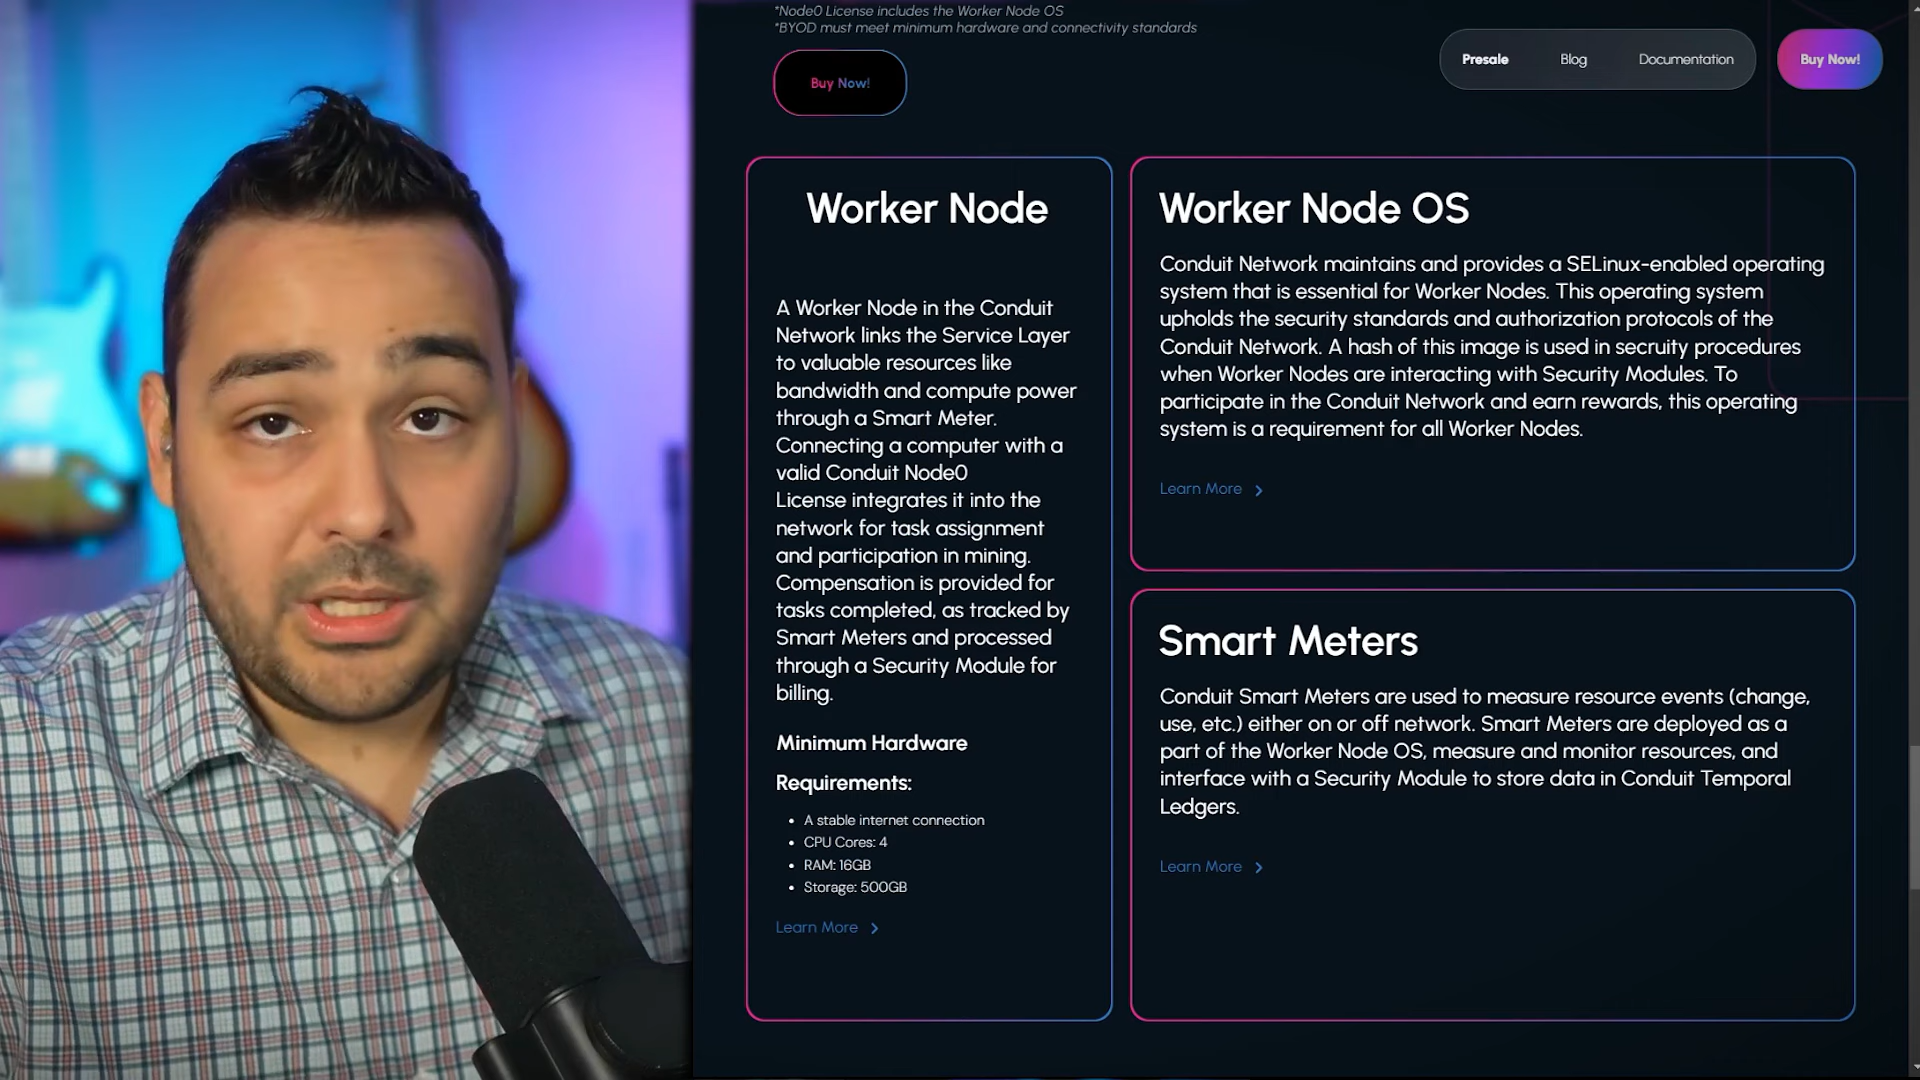 *Node0 License includes the Worker Node OS
*BYOD must meet minimum hardware and connectivity standards
Buy Now!
Presale
Blog
Documentation
Buy Now!
Worker Node
A Worker Node in the Conduit
Network links the Service Layer
to valuable resources like
bandwidth and compute power
through a Smart Meter.
Connecting a computer with a
valid Conduit Node0
License integrates it into the
network for task assignment
and participation in mining.
Compensation is provided for
tasks completed, as tracked by
Smart Meters and processed
through a Security Module for
billing.
Minimum Hardware
Requirements:
• A stable internet connection
• CPU Cores: 4
• RAM: 16GB
• Storage: 500GB
Learn More >
Worker Node OS
Conduit Network maintains and provides a SELinux-enabled operating
system that is essential for Worker Nodes. This operating system
upholds the security standards and authorization protocols of the
Conduit Network. A hash of this image is used in secruity procedures
when Worker Nodes are interacting with Security Modules. To
participate in the Conduit Network and earn rewards, this operating
system is a requirement for all Worker Nodes.
Learn More >
Smart Meters
Conduit Smart Meters are used to measure resource events (change,
use, etc.) either on or off network. Smart Meters are deployed as a
part of the Worker Node OS, measure and monitor resources, and
interface with a Security Module to store data in Conduit Temporal
Ledgers.
Learn More >